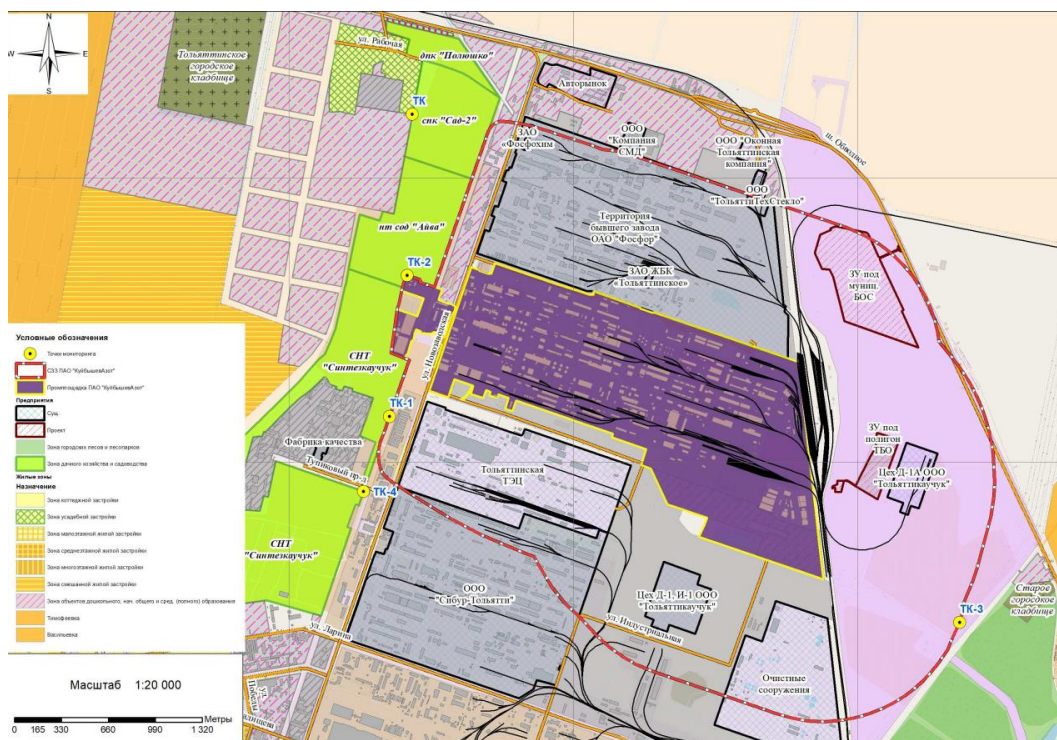 N
W
E
S
Тольяттинское
городское
кладбище
ул. Рабочая
дпк "Полюшко"
ТК
спк "Сад-2"
Авторынок
ЗАО
«Фосфохим
ООО
"Компания
СМД"
ООО "Оконная
Тольяттинская
компания"
ш. Обводное
ООО
"ТольяттиТехСтекло"
Территория
бывшего завода
ОАО "Фосфор"
нт сод "Айва"
ТК-2
ЗАО ЖБК
«Тольяттинское»
ЗУ под
муниц.
БОС
ул. Новозаводская
СНТ
"Синтезкаучук"
ТК-1
Фабрика качества
Тупиковый пр-д
ТК-4
Тольяттинская
ТЭЦ
ЗУ под
полигон
ТБО
Цех Д-1А ООО
"Тольяттикаучук"
СНТ
"Синтезкаучук"
ООО
"Сибур-Тольятти"
Цех Д-1, И-1 ООО
"Тольяттикаучук"
ул. Индустриальная
Старое
городское
кладбище
ТК-3
Очистные
сооружения
ул. Ларина
ул.
Победы
Условные обозначения
Точки мониторинга
СЗЗ ПАО "КуйбышевАзот"
Промплощадка ПАО "КуйбышевАзот"
Предприятия
Сущ.
Проект
Зона городских лесов и лесопарков
Зона дачного хозяйства и садоводства
Жилые зоны
Назначение
Зона коттеджной застройки
Зона усадебной застройки
Зона малоэтажной жилой застройки
Зона среднеэтажной жилой застройки
Зона многоэтажной жилой застройки
Зона смешанной жилой застройки
Зона объектов дошкольного, нач. общего и сред. (полного) образования
Тимофеевка
Васильевка
Масштаб 1:20 000
0 165 330 660 990 1 320 Метры